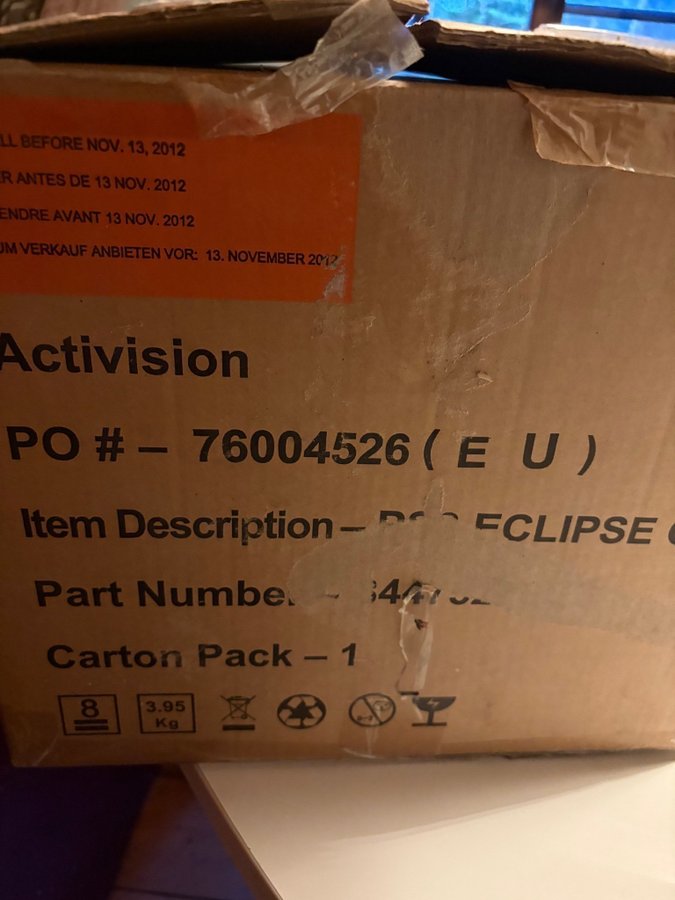 LL BEFORE NOV. 13, 2012
R ANTES DE 13 NOV. 2012
ENDRE AVANT 13 NOV. 2012
UM VERKAUF ANBIETEN VOR: 13. NOVEMBER 2012
Activision
PO # – 76004526 ( E U )
Item Description – ECLIPSE
Part Number –
Carton Pack – 1
8
3.95
Kg